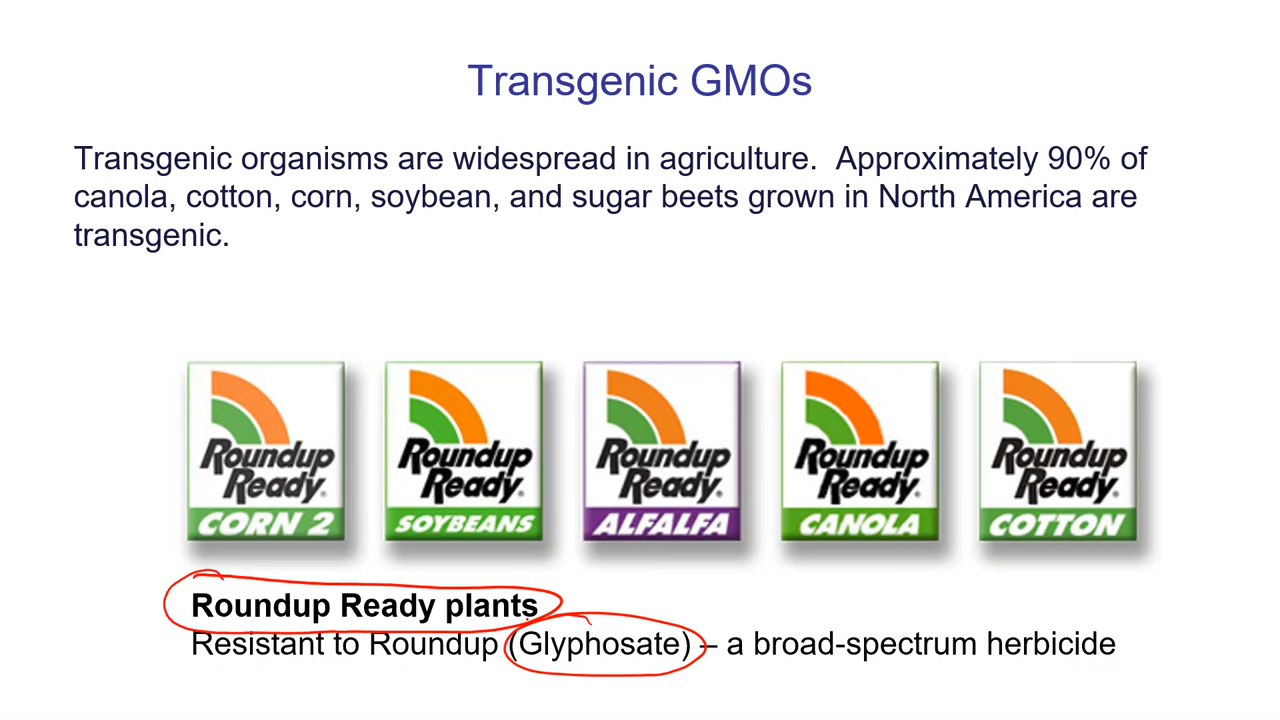 Transgenic GMOs
Transgenic organisms are widespread in agriculture. Approximately 90% of
canola, cotton, corn, soybean, and sugar beets grown in North America are
transgenic.
Roundup
Ready®
CORN 2
Roundup
Ready®
SOYBEANS
Roundup
Ready®
ALFALFA
Roundup
Ready®
CANOLA
Roundup
Ready®
COTTON
Roundup Ready plants
Resistant to Roundup (Glyphosate) – a broad-spectrum herbicide